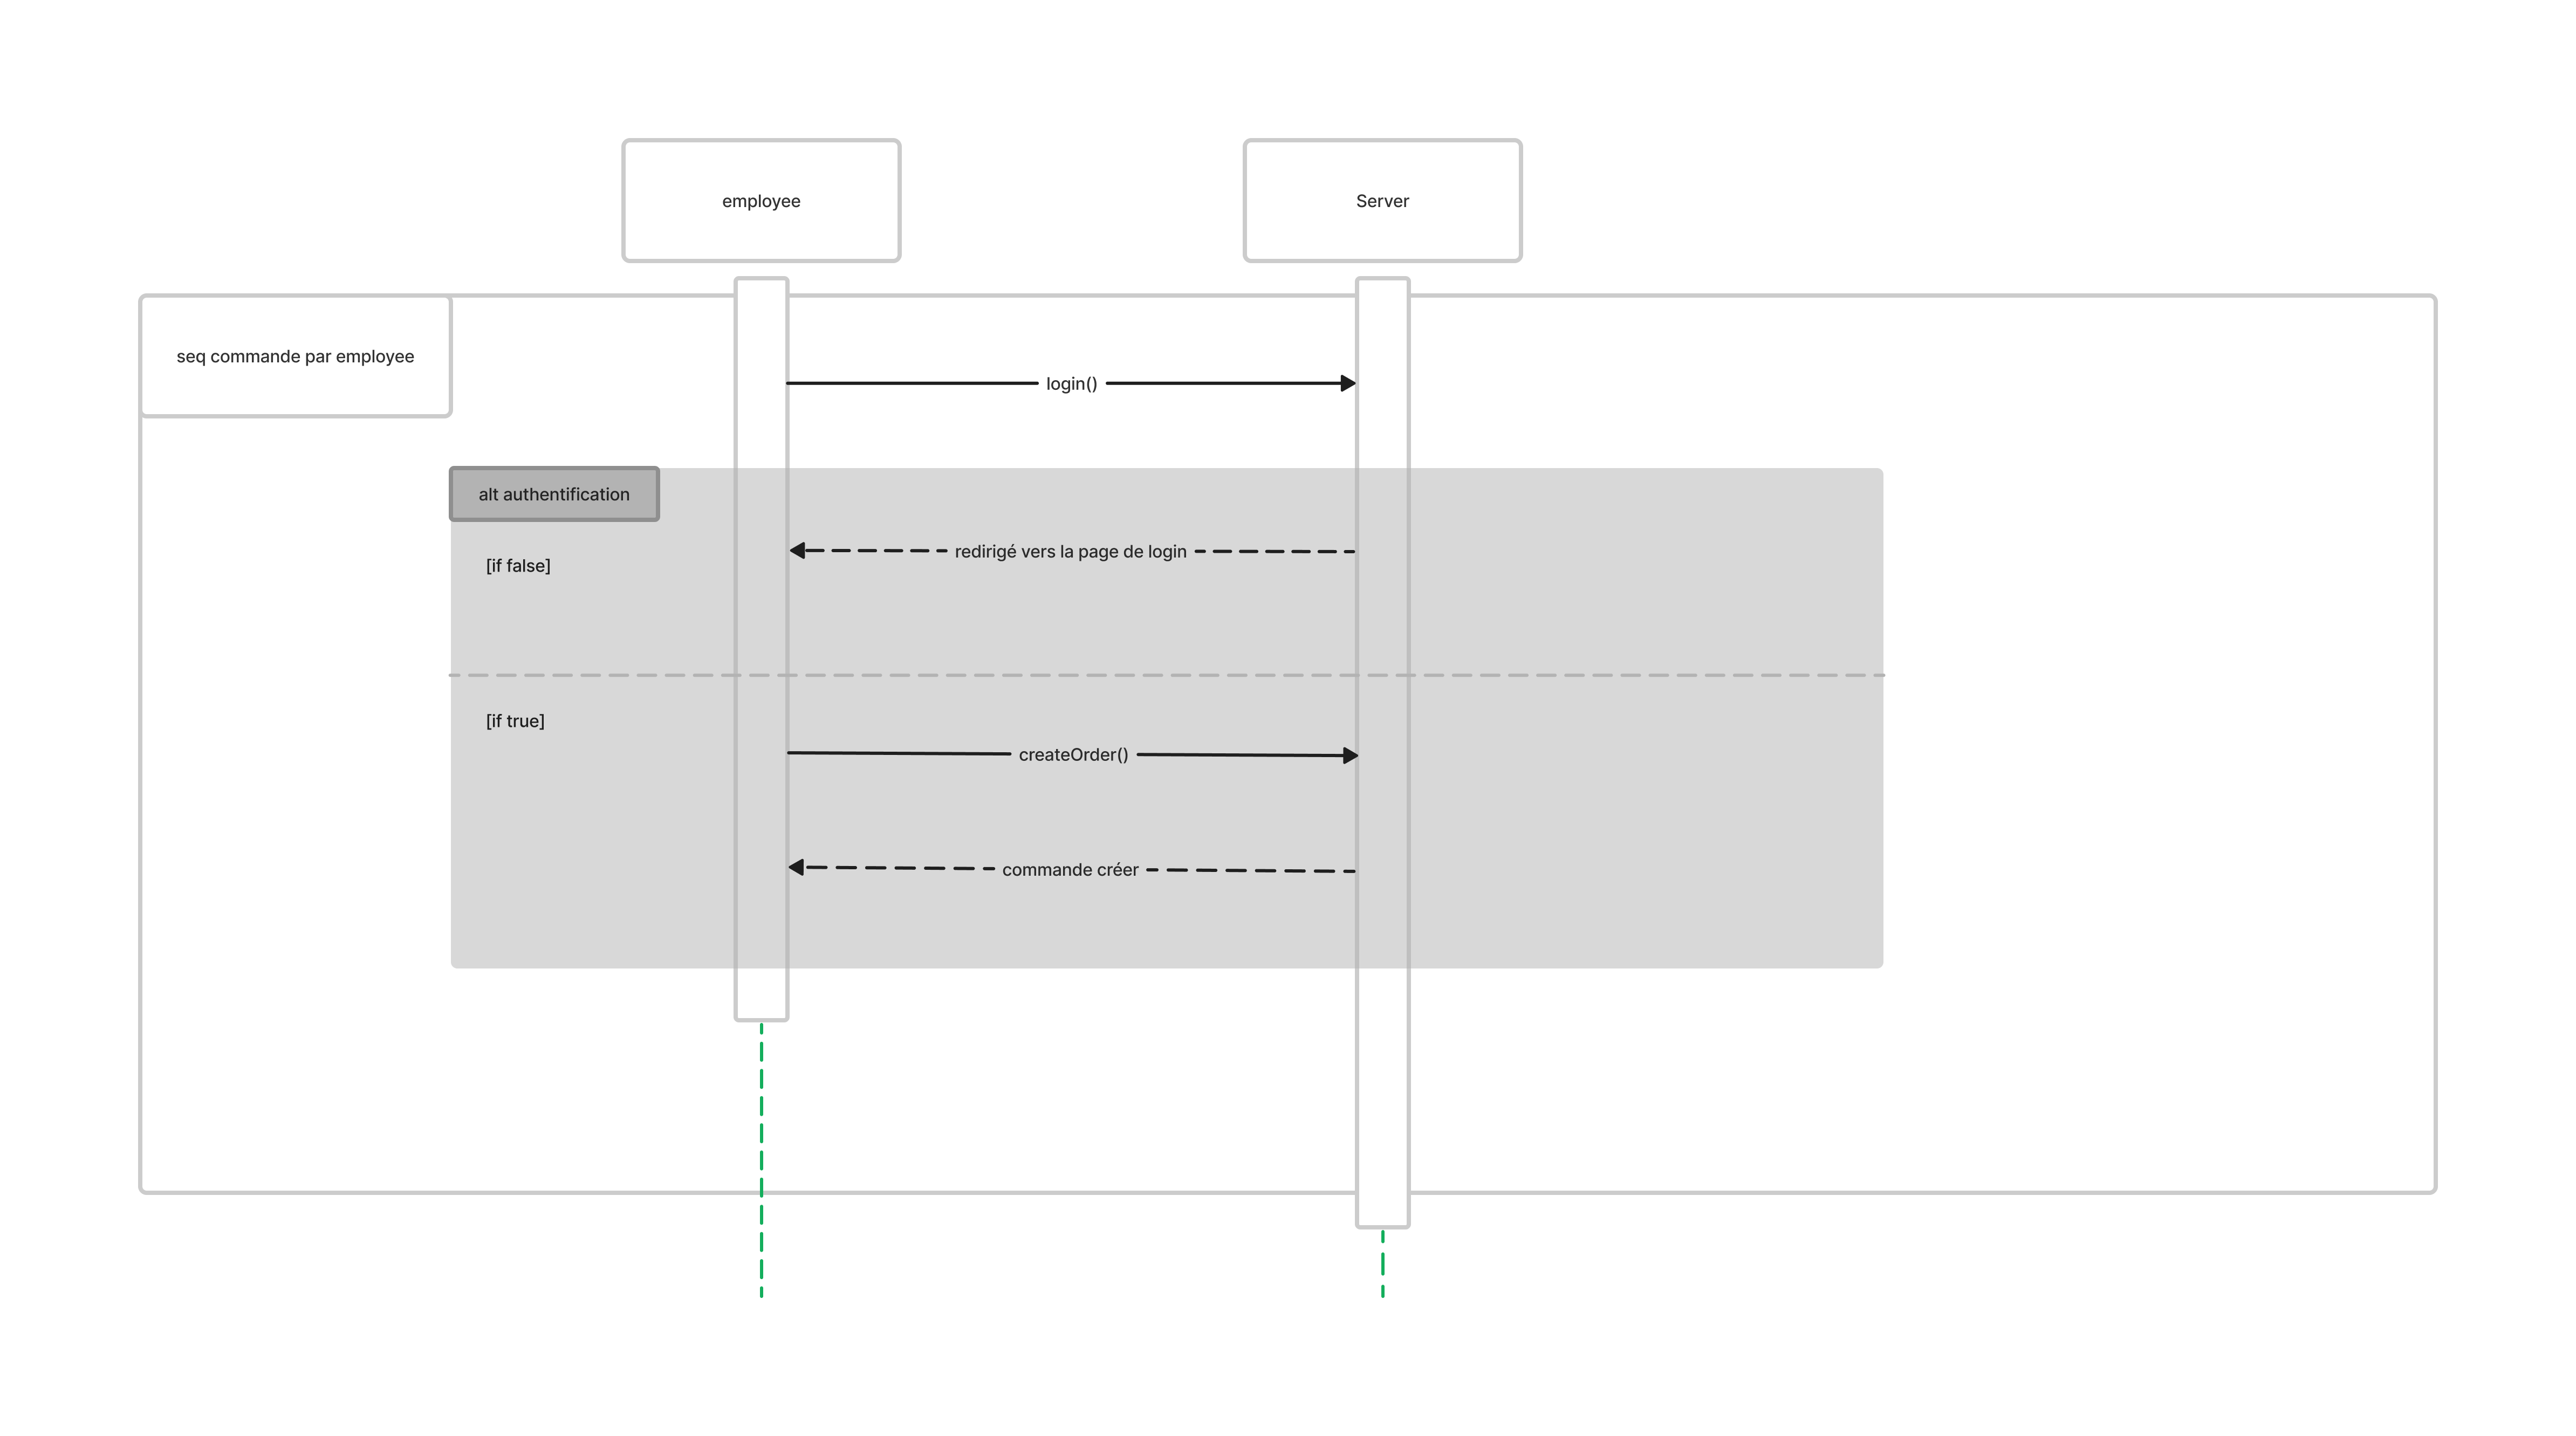 employee
Server
seq commande par employee
login()
alt authentification
redirigé vers la page de login
[if false]
[if true]
createOrder()
commande créer